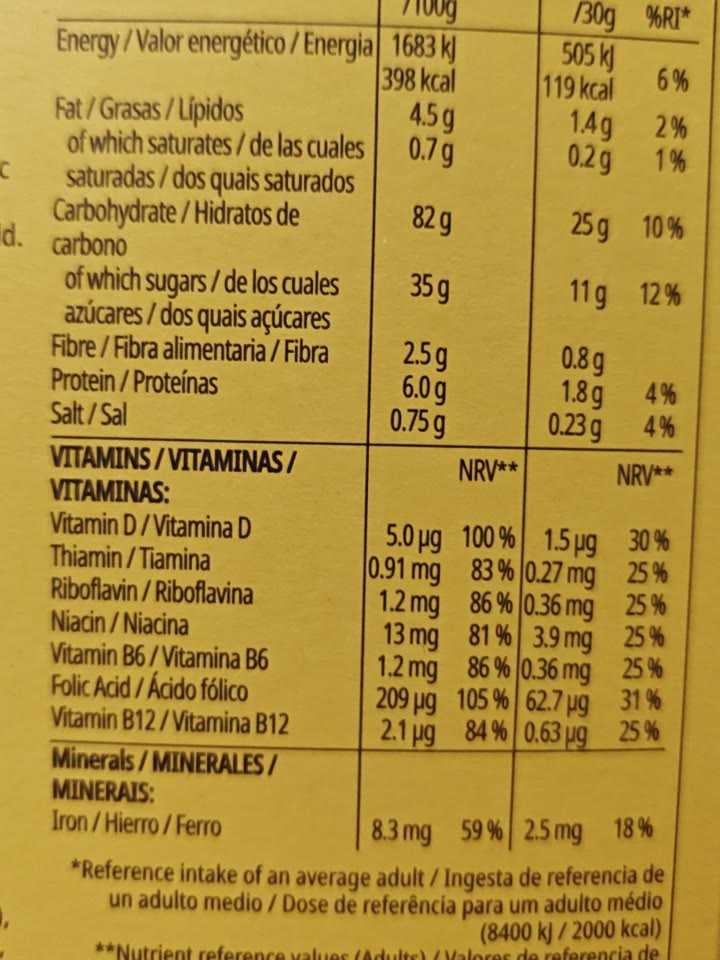 /100g /30g %RI*
Energy / Valor energético / Energia 1683 kJ 505 kJ
398 kcal 119 kcal 6 %
Fat / Grasas / Lípidos 4.5 g 1.4 g 2 %
of which saturates / de las cuales 0.7 g 0.2 g 1 %
saturadas / dos quais saturados
Carbohydrate / Hidratos de 82 g 25 g 10 %
carbono
of which sugars / de los cuales 35 g 11 g 12 %
azúcares / dos quais açúcares
Fibre / Fibra alimentaria / Fibra 2.5 g 0.8 g
Protein / Proteínas 6.0 g 1.8 g 4 %
Salt / Sal 0.75 g 0.23 g 4 %
VITAMINS / VITAMINAS / NRV** NRV**
VITAMINAS:
Vitamin D / Vitamina D 5.0 µg 100 % 1.5 µg 30 %
Thiamin / Tiamina 0.91 mg 83 % 0.27 mg 25 %
Riboflavin / Riboflavina 1.2 mg 86 % 0.36 mg 25 %
Niacin / Niacina 13 mg 81 % 3.9 mg 25 %
Vitamin B6 / Vitamina B6 1.2 mg 86 % 0.36 mg 25 %
Folic Acid / Ácido fólico 209 µg 105 % 62.7 µg 31 %
Vitamin B12 / Vitamina B12 2.1 µg 84 % 0.63 µg 25 %
Minerals / MINERALES /
MINERAIS:
Iron / Hierro / Ferro 8.3 mg 59 % 2.5 mg 18 %
*Reference intake of an average adult / Ingesta de referencia de
un adulto medio / Dose de referência para um adulto médio
(8400 kJ / 2000 kcal)
**Nutrient reference values (Adults) / Valores de referencia de